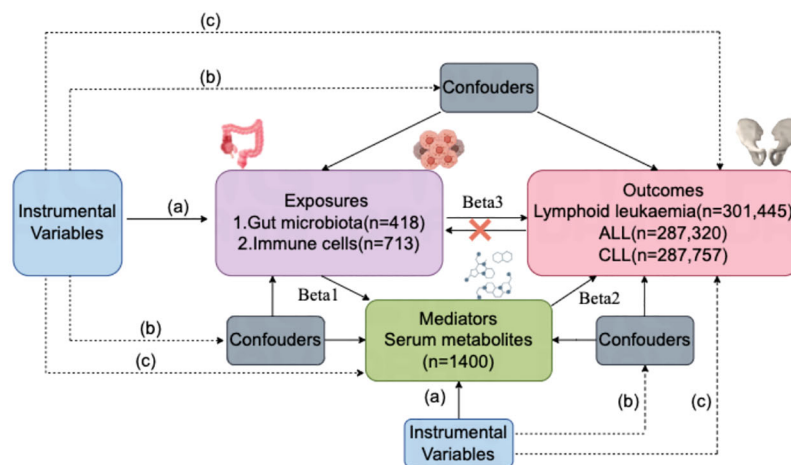 (c)
(b)
Confouders
Instrumental
Variables
(a)
Exposures
1.Gut microbiota(n=418)
2.Immune cells(n=713)
Beta3
Outcomes
Lymphoid leukaemia(n=301,445)
ALL(n=287,320)
CLL(n=287,757)
Beta1
Beta2
(b)
Confouders
(c)
Mediators
Serum metabolites
(n=1400)
Confouders
(a)
(b)
(c)
Instrumental
Variables